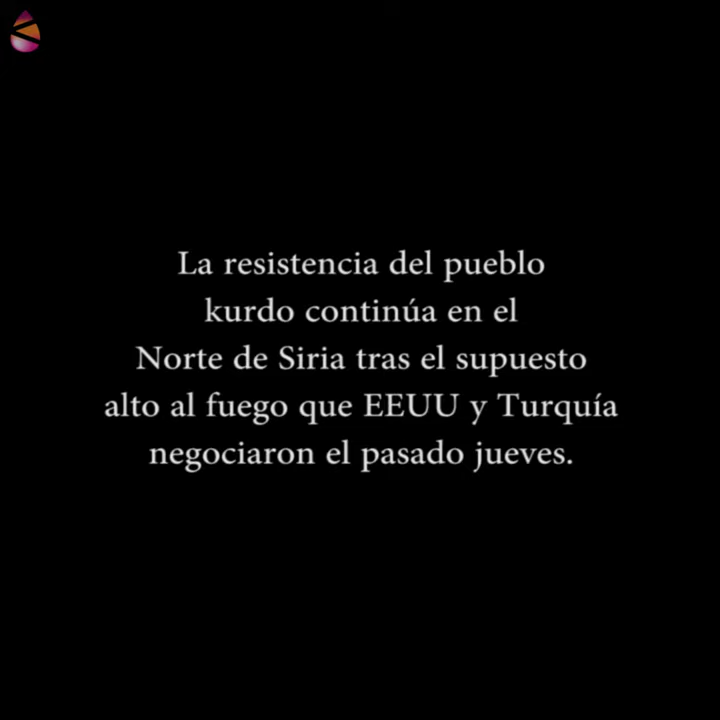 La resistencia del pueblo
kurdo continúa en el
Norte de Siria tras el supuesto
alto al fuego que EEUU y Turquía
negociaron el pasado jueves.